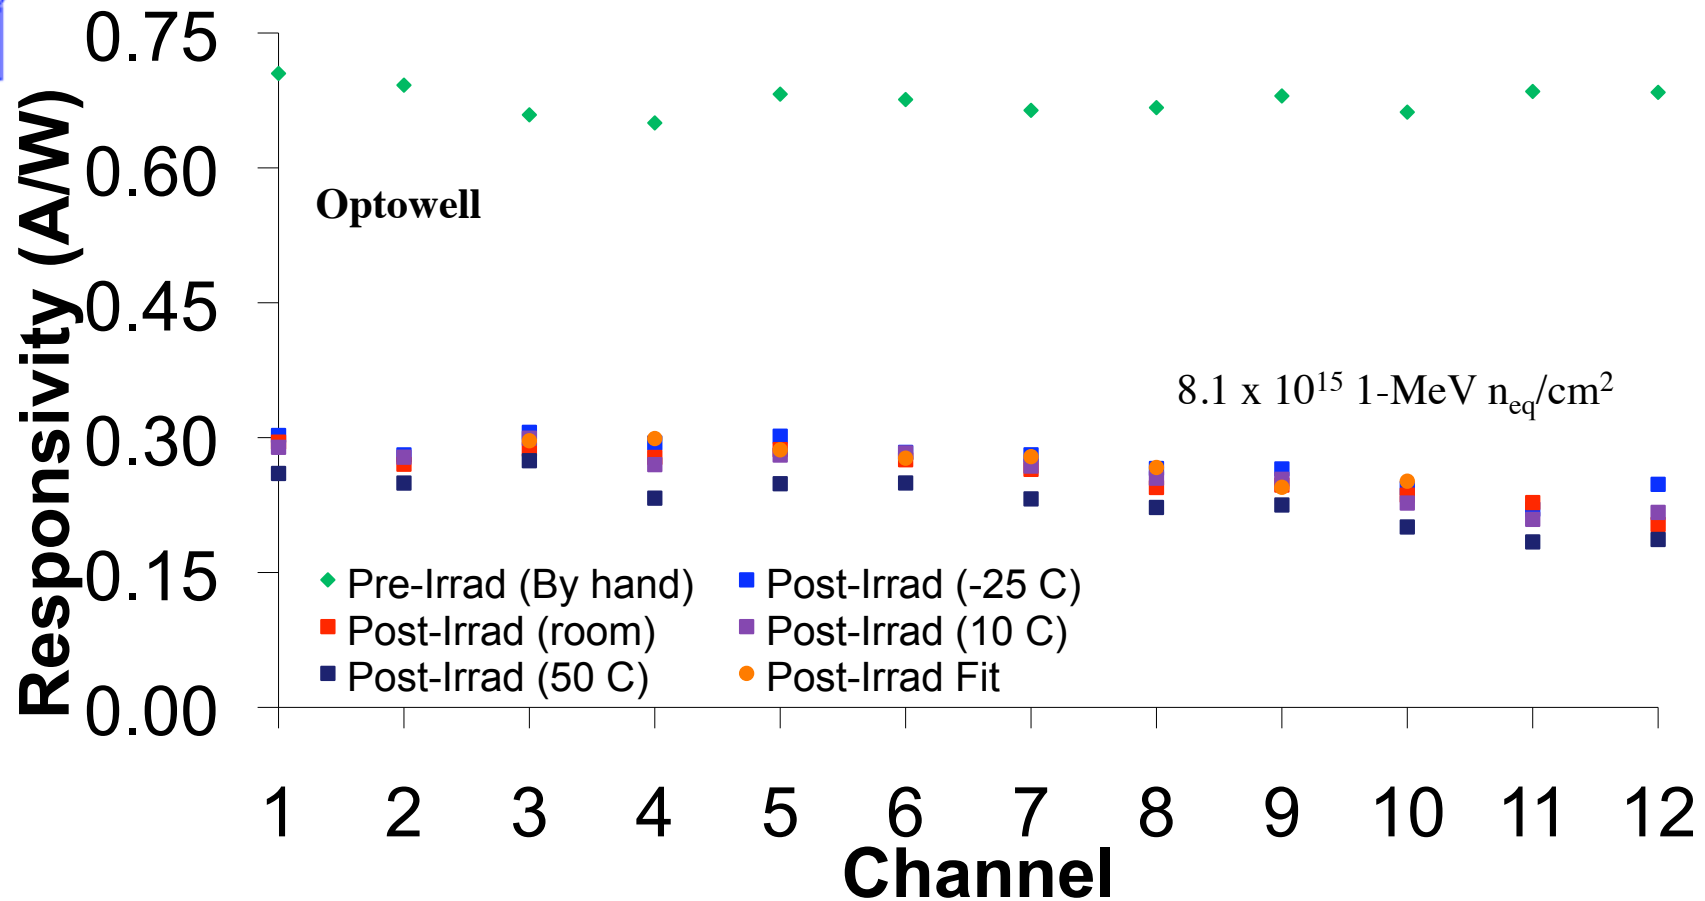 Responsivity (A/W)
0.75
0.60
0.45
0.30
0.15
0.00
Optowell
8.1 x 10¹⁵ 1-MeV nₑq/cm²
Pre-Irrad (By hand)
Post-Irrad (-25 C)
Post-Irrad (room)
Post-Irrad (10 C)
Post-Irrad (50 C)
Post-Irrad Fit
1 2 3 4 5 6 7 8 9 10 11 12
Channel